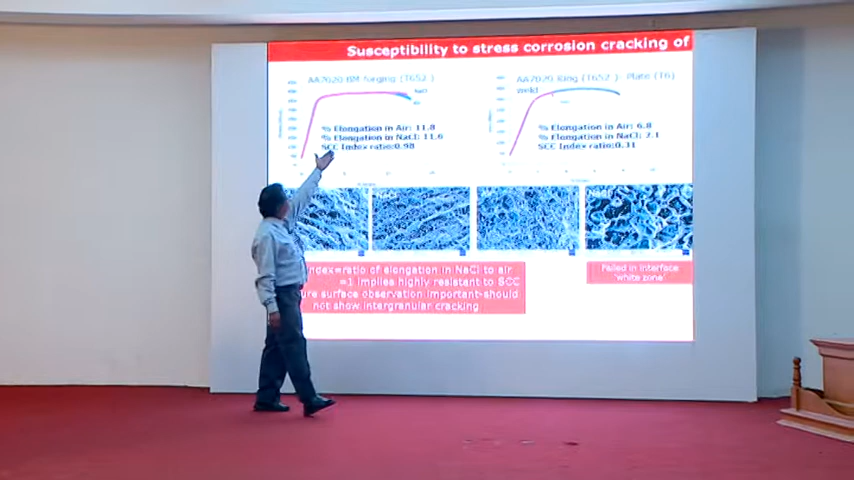 Susceptibility to stress Corrosion cracking of
AA7020 BM-forging (T652 )
% Elongation in Air: 11.8
% Elongation in NaCl: 11.6
SCC Index ratio:0.98
AA7020 Ring (T652 ) Plate (T6)
weld
% Elongation in Air: 6.8
% Elongation in NaCl: 7.1
SCC Index ratio:0.31
ndex=ratio of elongation in NaCl to air
=1 implies highly resistant to SCC
ure surface observation important-should
not show intergranular cracking
Failed in interface
'white zone'